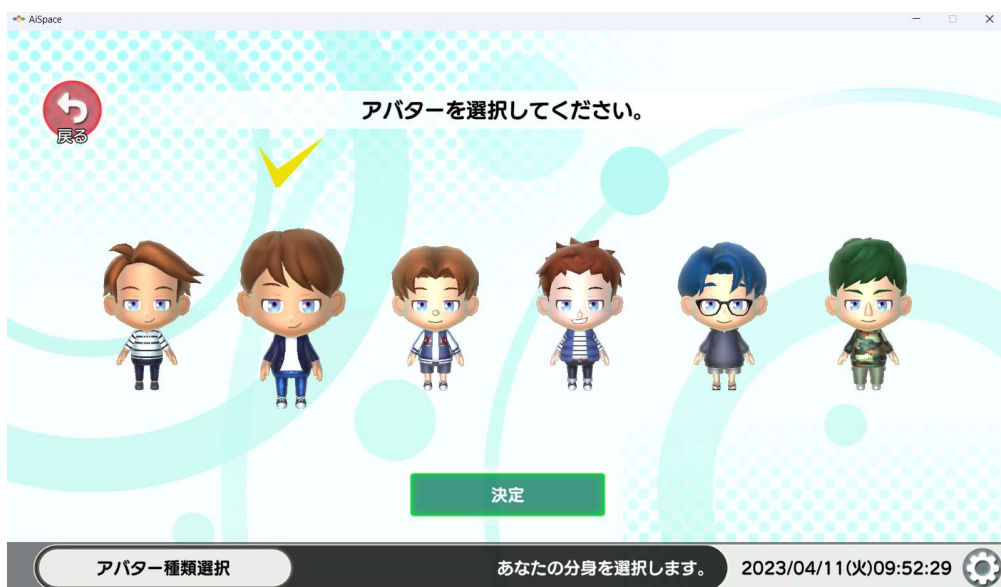 AiSpace
アバターを選択してください。
戻る
決定
アバター種類選択
あなたの分身を選択します。
2023/04/11(火)09:52:29